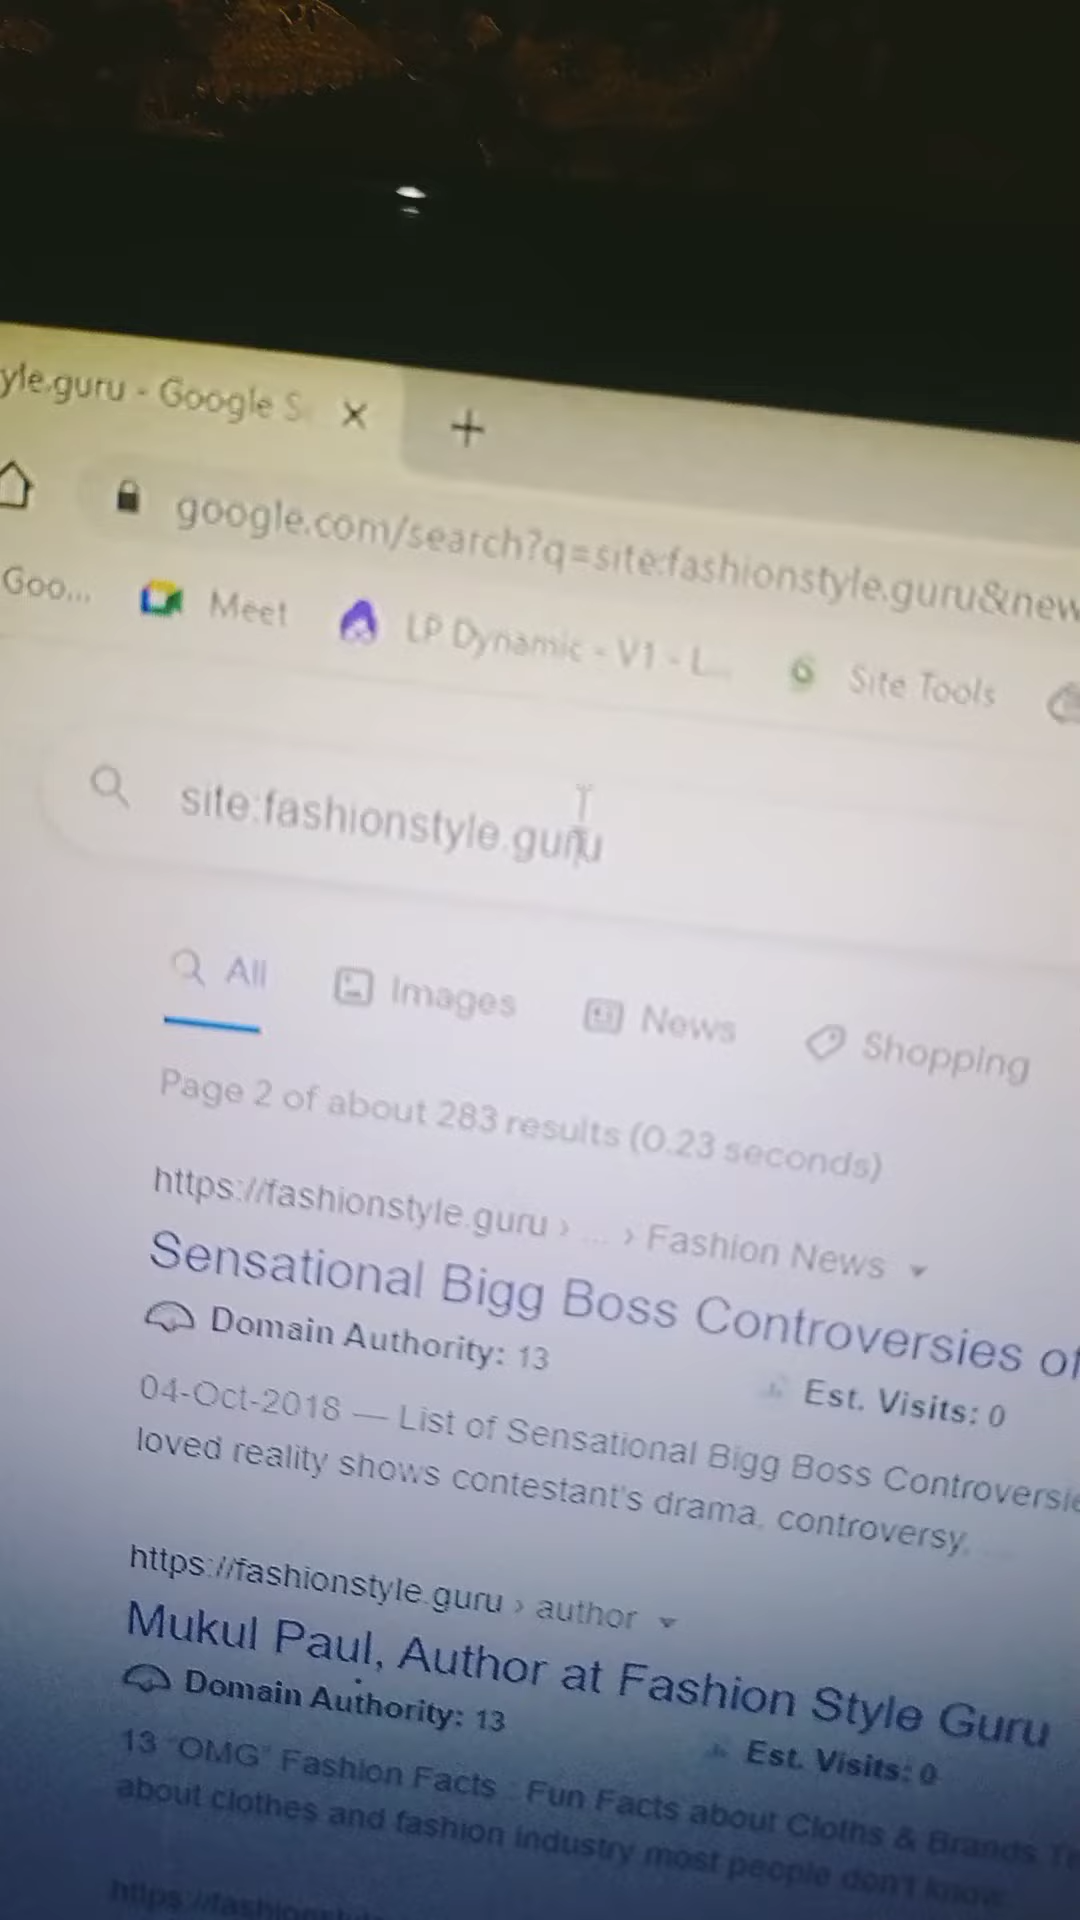 yle.guru - Google S
google.com/search?q=site:fashionstyle.guru&new
Goo... Meet LP Dynamic - V1 - L... Site Tools
site:fashionstyle.guru
All Images News Shopping
Page 2 of about 283 results (0.23 seconds)
https://fashionstyle.guru › ... › Fashion News
Sensational Bigg Boss Controversies of
Domain Authority: 13 Est. Visits: 0
04-Oct-2018 — List of Sensational Bigg Boss Controversie
loved reality shows contestant's drama, controversy, ...
https://fashionstyle.guru › author
Mukul Paul, Author at Fashion Style Guru
Domain Authority: 13 Est. Visits: 0
13 "OMG" Fashion Facts : Fun Facts about Cloths & Brands
about clothes and fashion industry most people don't know